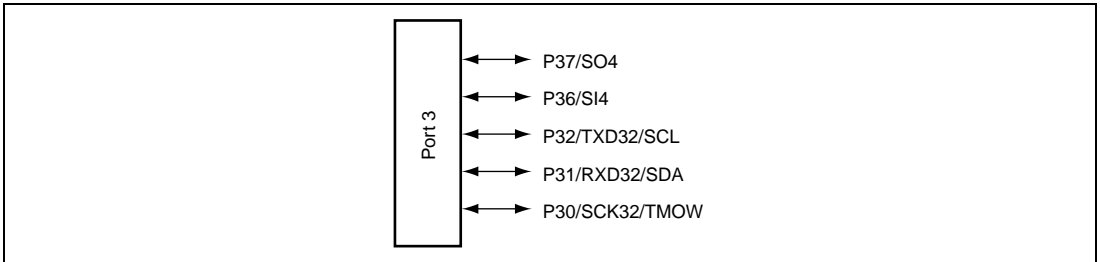 Port 3
P37/SO4
P36/SI4
P32/TXD32/SCL
P31/RXD32/SDA
P30/SCK32/TMOW